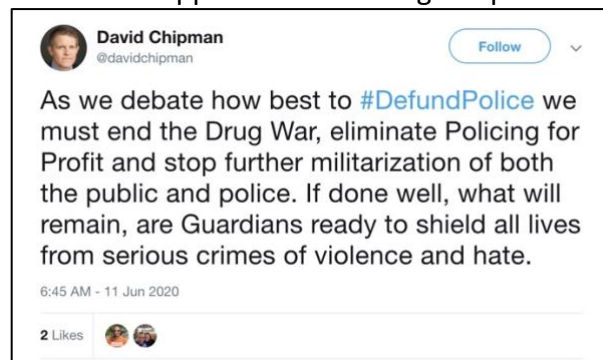 David Chipman
@davidchipman
Follow
As we debate how best to #DefundPolice we
must end the Drug War, eliminate Policing for
Profit and stop further militarization of both
the public and police. If done well, what will
remain, are Guardians ready to shield all lives
from serious crimes of violence and hate.
6:45 AM - 11 Jun 2020
2 Likes